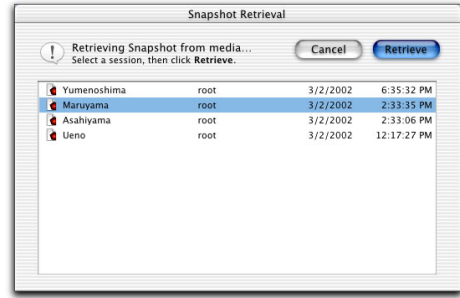 Snapshot Retrieval
Retrieving Snapshot from media...
Select a session, then click Retrieve.
Cancel
Retrieve
Yumenoshima root 3/2/2002 6:35:32 PM
Maruyama root 3/2/2002 2:33:35 PM
Asahiyama root 3/2/2002 2:33:06 PM
Ueno root 3/2/2002 12:17:27 PM